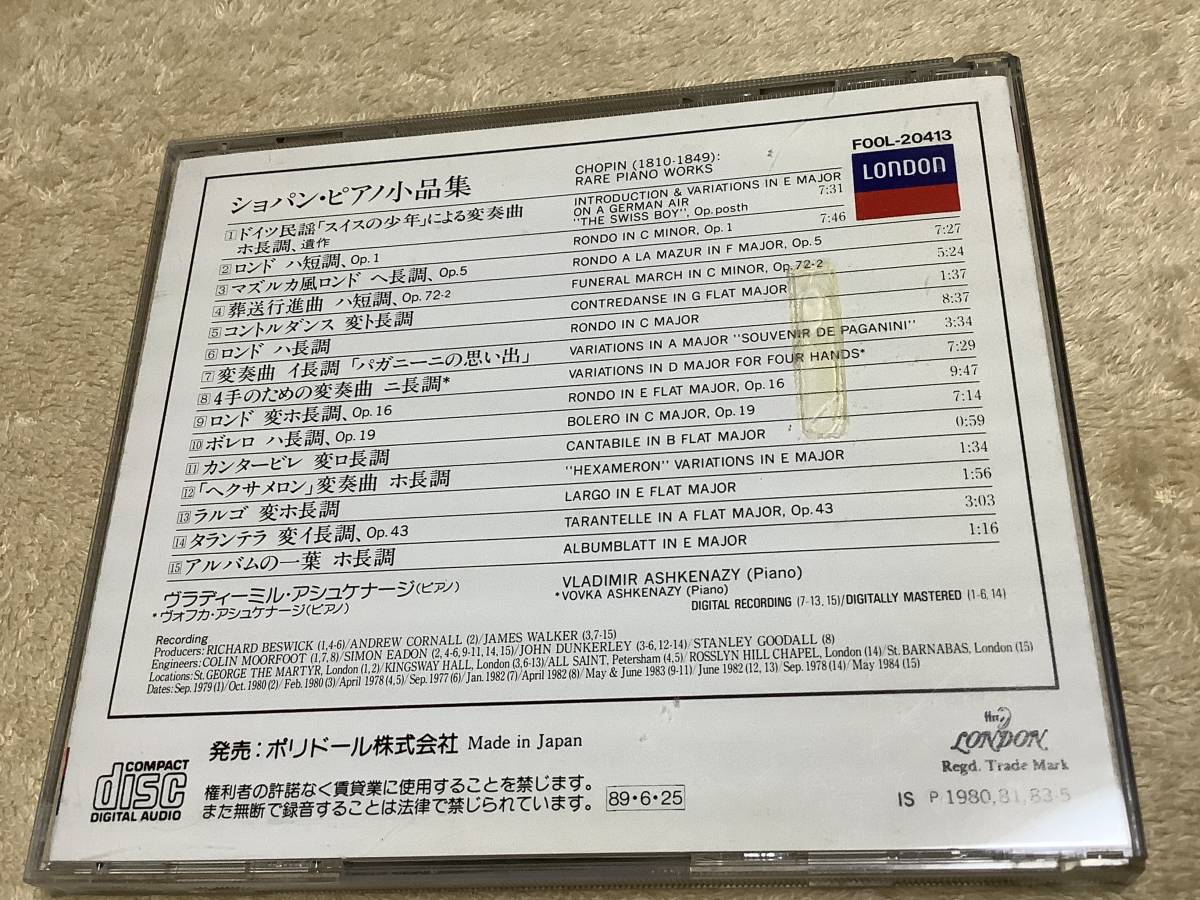 FOOL-20413
LONDON
ショパン・ピアノ小品集
1 ドイツ民謡「スイスの少年」による変奏曲
ホ長調、遺作
2 ロンド ハ短調、Op.1
3 マズルカ風ロンド ヘ長調、Op.5
4 葬送行進曲 ハ短調、Op.72-2
5 コントルダンス 変ト長調
6 ロンド ハ長調
7 変奏曲 イ長調「パガニーニの思い出」
8 4手のための変奏曲 ニ長調*
9 ロンド 変ホ長調、Op.16
10 ボレロ ハ長調、Op.19
11 カンタービレ 変ロ長調
12 「ヘクサメロン」変奏曲 ホ長調
13 ラルゴ 変ホ長調
14 タランテラ 変イ長調、Op.43
15 アルバムの一葉 ホ長調
ヴラディーミル・アシュケナージ(ピアノ)
*ヴォフカ・アシュケナージ(ピアノ)
CHOPIN (1810-1849):
RARE PIANO WORKS
INTRODUCTION & VARIATIONS IN E MAJOR
ON A GERMAN AIR 7:31
"THE SWISS BOY", Op.posth
RONDO IN C MINOR, Op.1 7:46
RONDO A LA MAZUR IN F MAJOR, Op.5 7:27
FUNERAL MARCH IN C MINOR, Op.72-2 5:24
CONTREDANSE IN G FLAT MAJOR 1:37
RONDO IN C MAJOR 8:37
VARIATIONS IN A MAJOR "SOUVENIR DE PAGANINI" 3:34
VARIATIONS IN D MAJOR FOR FOUR HANDS* 7:29
RONDO IN E FLAT MAJOR, Op.16 9:47
BOLERO IN C MAJOR, Op.19 7:14
CANTABILE IN B FLAT MAJOR 0:59
"HEXAMERON" VARIATIONS IN E MAJOR 1:34
LARGO IN E FLAT MAJOR 1:56
TARANTELLE IN A FLAT MAJOR, Op.43 3:03
ALBUMBLATT IN E MAJOR 1:16
VLADIMIR ASHKENAZY (Piano)
*VOVKA ASHKENAZY (Piano)
DIGITAL RECORDING (7-13, 15)/DIGITALLY MASTERED (1-6, 14)
Recording
Producers: RICHARD BESWICK (1,4-6)/ANDREW CORNALL (2)/JAMES WALKER (3,7-15)
Engineers: COLIN MOORFOOT (1,7,8)/SIMON EADON (2,4-6,9-11,14,15)/JOHN DUNKERLEY (3-6,12-14)/STANLEY GOODALL (8)
Locations: St.GEORGE THE MARTYR, London (1,2)/KINGSWAY HALL, London (3,6-13)/ALL SAINT, Petersham (4,5)/ROSSLYN HILL CHAPEL, London (14)/St. BARNABAS, London (15)
Dates: Sep.1979 (1)/Oct.1980 (2)/Feb.1980 (3)/April 1978 (4,5)/Sep.1977 (6)/Jan.1982 (7)/April 1982 (8)/May & June 1983 (9-11)/June 1982 (12, 13)/Sep.1978 (14)/May 1984 (15)
発売:ポリドール株式会社 Made in Japan
COMPACT
disc
DIGITAL AUDIO
権利者の許諾なく賃貸業に使用することを禁じます。
また無断で録音することは法律で禁じられています。 89・6・25
ffrr
LONDON
Regd. Trade Mark
IS P 1980, 81, 83-5